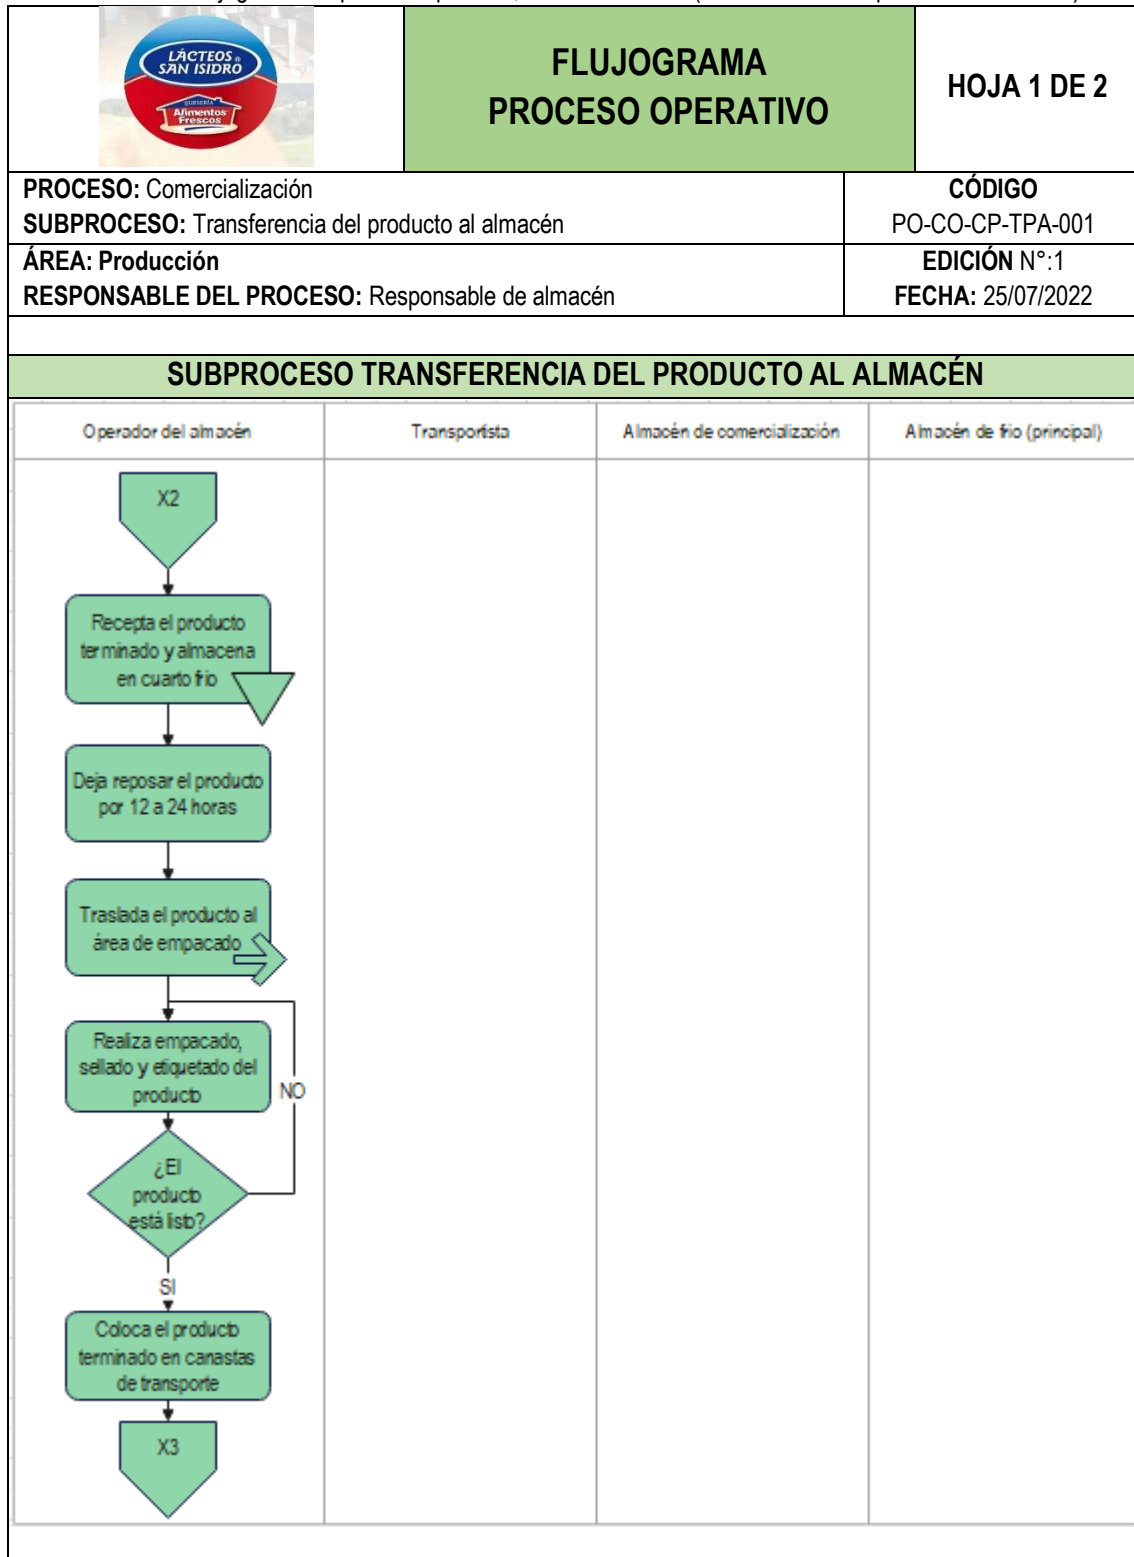 LÁCTEOS
SAN ISIDRO
QUESERÍA
Alimentos
Frescos
FLUJOGRAMA
PROCESO OPERATIVO
HOJA 1 DE 2
PROCESO: Comercialización
SUBPROCESO: Transferencia del producto al almacén
CÓDIGO
PO-CO-CP-TPA-001
ÁREA: Producción
RESPONSABLE DEL PROCESO: Responsable de almacén
EDICIÓN N°:1
FECHA: 25/07/2022
SUBPROCESO TRANSFERENCIA DEL PRODUCTO AL ALMACÉN
Operador del almacén
Transportista
Almacén de comercialización
Almacén de frio (principal)
X2
Recepta el producto
terminado y almacena
en cuarto frio
Deja reposar el producto
por 12 a 24 horas
Traslada el producto al
área de empacado
Realiza empacado,
sellado y etiquetado del
producto
NO
¿El
producto
está listo?
SI
Coloca el producto
terminado en canastas
de transporte
X3